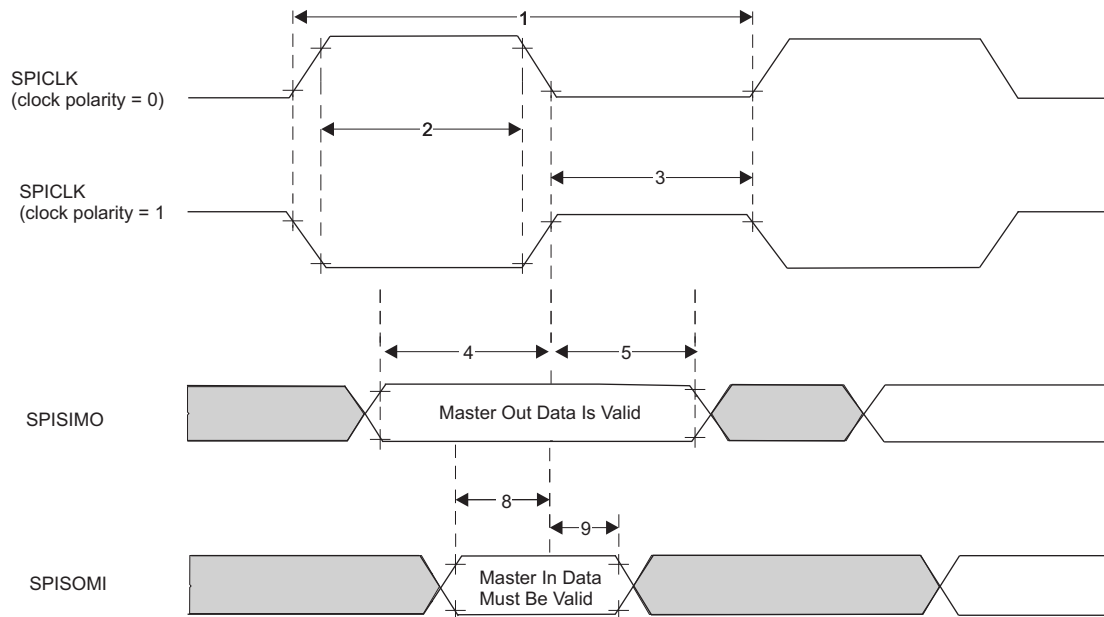 1
SPICLK
(clock polarity = 0)
2
3
SPICLK
(clock polarity = 1
4
5
SPISIMO
Master Out Data Is Valid
8
9
SPISOMI
Master In Data
Must Be Valid